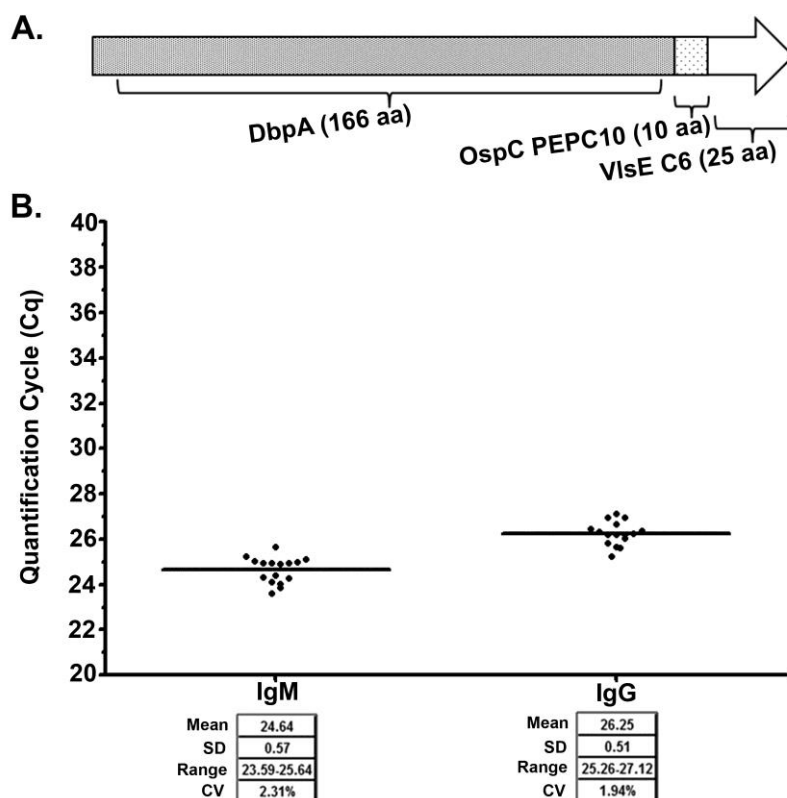 A.
DbpA (166 aa)
OspC PEPC10 (10 aa)
VlsE C6 (25 aa)
B.
Quantification Cycle (Cq)
40
38
36
34
32
30
28
26
24
22
20
IgM IgG
Mean 24.64 Mean 26.25
SD 0.57 SD 0.51
Range 23.59-25.64 Range 25.26-27.12
CV 2.31% CV 1.94%